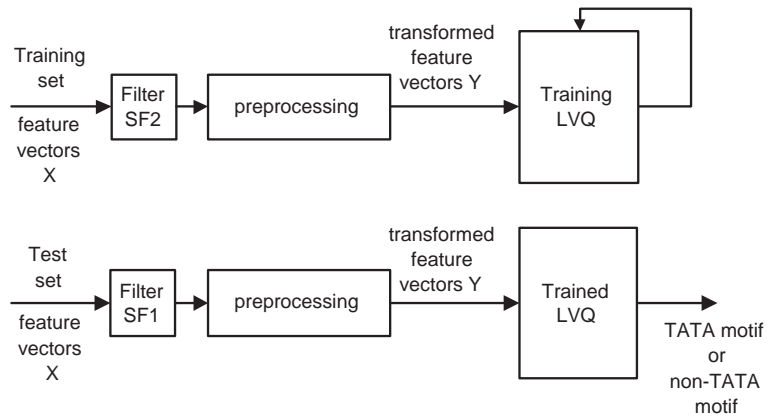 Training
set
feature
vectors
X
Filter
SF2
preprocessing
transformed
feature
vectors Y
Training
LVQ
Test
set
feature
vectors
X
Filter
SF1
preprocessing
transformed
feature
vectors Y
Trained
LVQ
TATA motif
or
non-TATA
motif